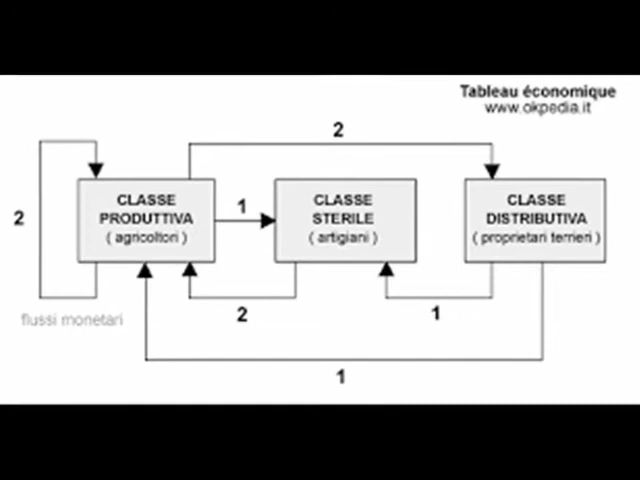 Tableau économique
www.okpedia.it
2
CLASSE
PRODUTTIVA
( agricoltori )
1
CLASSE
STERILE
( artigiani )
CLASSE
DISTRIBUTIVA
( proprietari terrieri )
2
2
1
flussi monetari
1